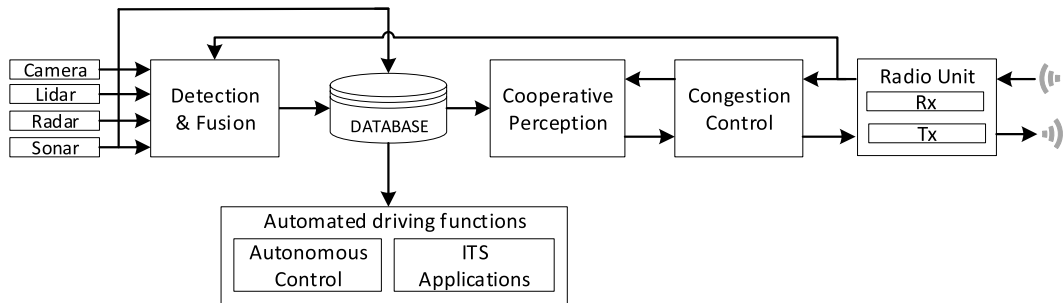 Camera
Lidar
Radar
Sonar
Detection
& Fusion
DATABASE
Cooperative
Perception
Congestion
Control
Radio Unit
Rx
Tx
Automated driving functions
Autonomous
Control
ITS
Applications